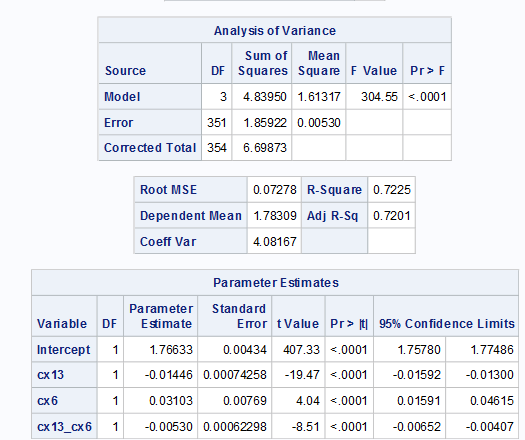 Analysis of Variance
Source DF Sum of Squares Mean Square F Value Pr > F
Model 3 4.83950 1.61317 304.55 <.0001
Error 351 1.85922 0.00530
Corrected Total 354 6.69873
Root MSE 0.07278 R-Square 0.7225
Dependent Mean 1.78309 Adj R-Sq 0.7201
Coeff Var 4.08167
Parameter Estimates
Variable DF Parameter Estimate Standard Error t Value Pr > |t| 95% Confidence Limits
Intercept 1 1.76633 0.00434 407.33 <.0001 1.75780 1.77486
cx13 1 -0.01446 0.00074258 -19.47 <.0001 -0.01592 -0.01300
cx6 1 0.03103 0.00769 4.04 <.0001 0.01591 0.04615
cx13_cx6 1 -0.00530 0.00062298 -8.51 <.0001 -0.00652 -0.00407